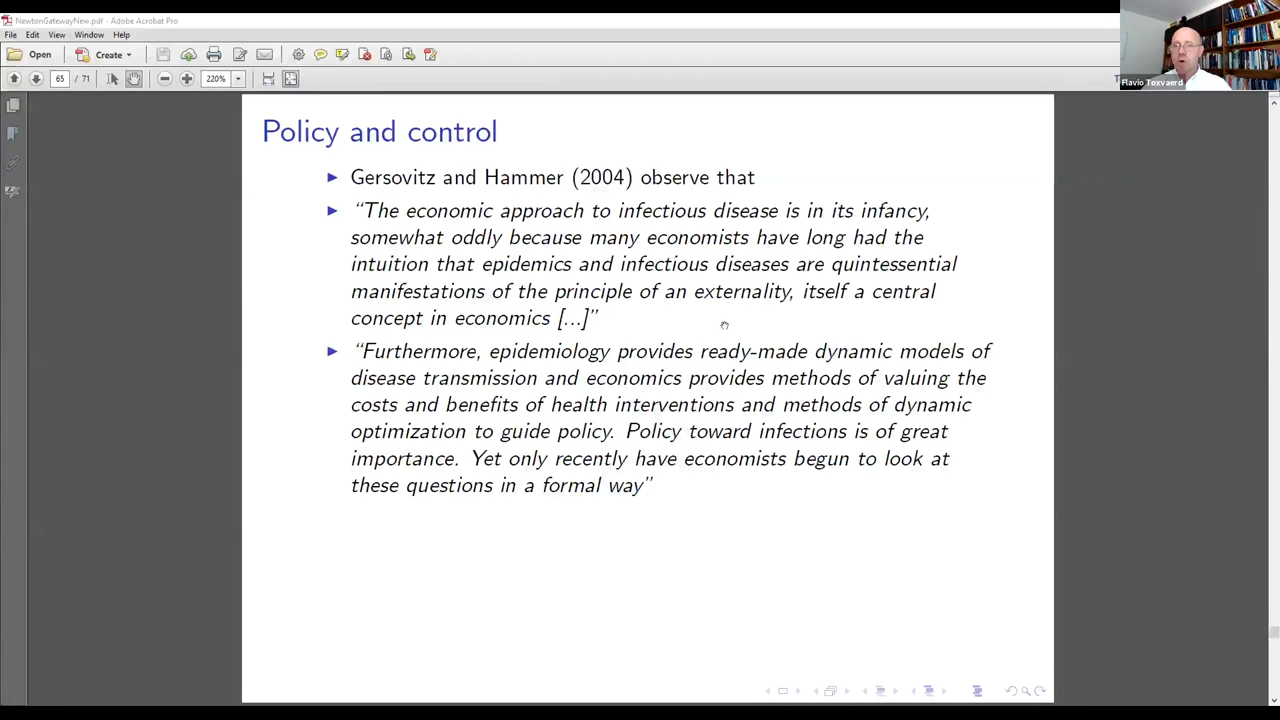 NewtonGatewayNew.pdf - Adobe Acrobat Pro
File Edit View Window Help
Open Create
65 / 71 220%
Flavio Toxvaerd
Policy and control
Gersovitz and Hammer (2004) observe that
“The economic approach to infectious disease is in its infancy,
somewhat oddly because many economists have long had the
intuition that epidemics and infectious diseases are quintessential
manifestations of the principle of an externality, itself a central
concept in economics [...]”
“Furthermore, epidemiology provides ready-made dynamic models of
disease transmission and economics provides methods of valuing the
costs and benefits of health interventions and methods of dynamic
optimization to guide policy. Policy toward infections is of great
importance. Yet only recently have economists begun to look at
these questions in a formal way”